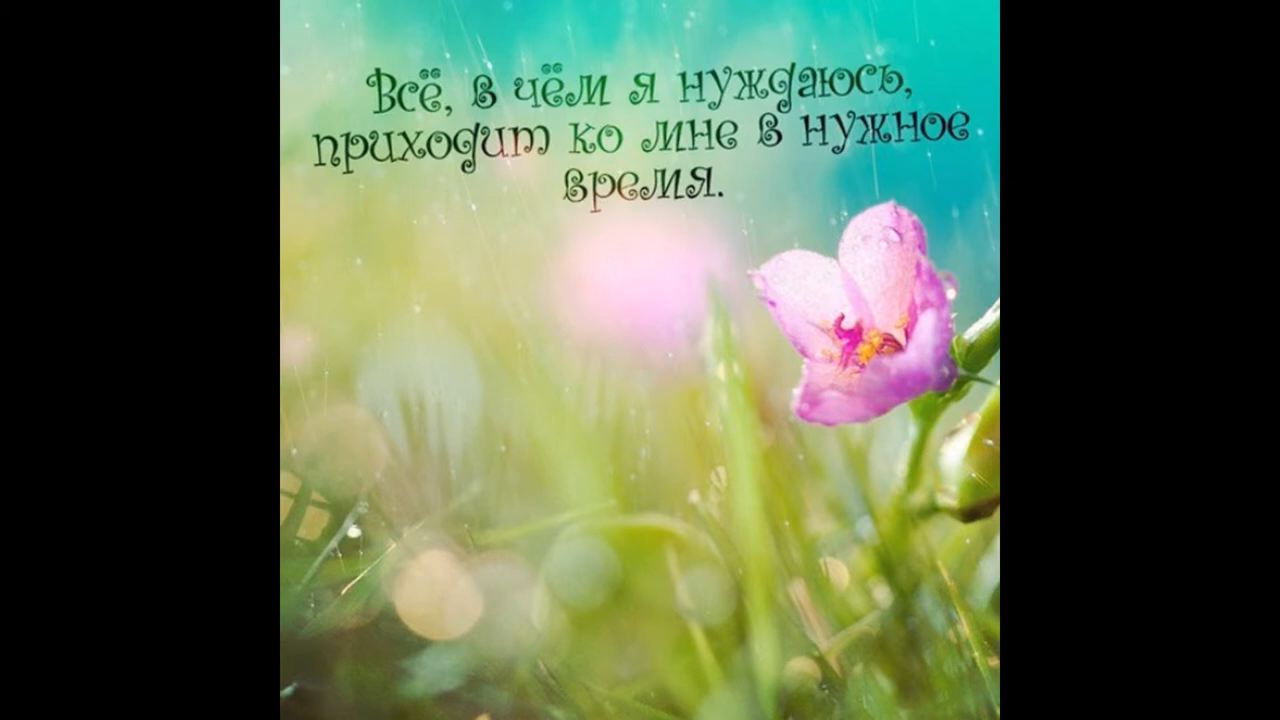 Всё, в чём я нуждаюсь,
приходит ко мне в нужное
время.